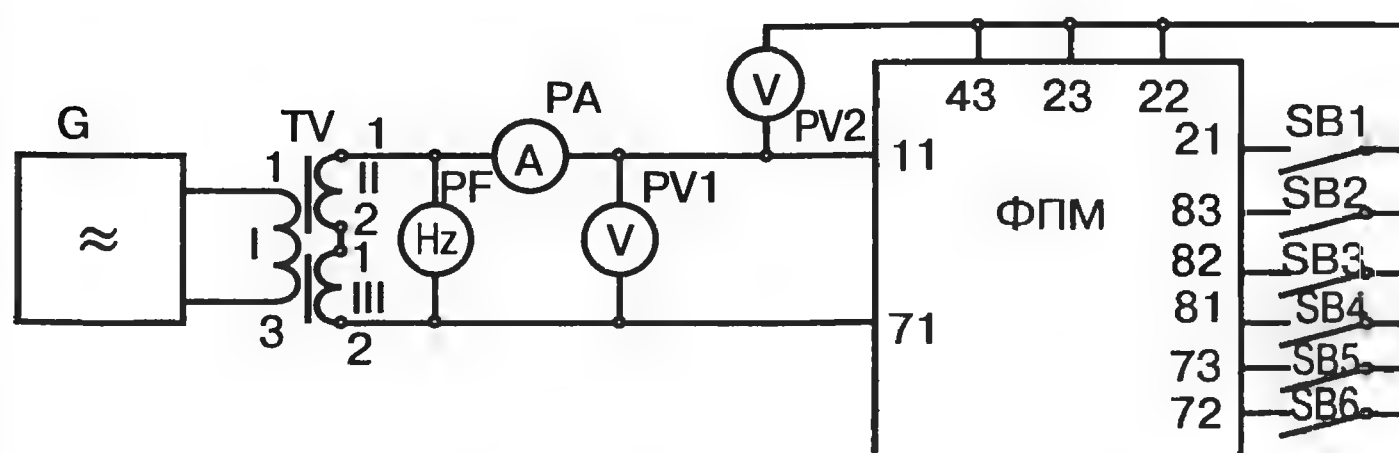 G
≈
TV
1
I
3
1
II
2
1
III
2
PF
Hz
PA
A
PV1
V
V
PV2
43 23 22
11
71
ФПМ
21
83
82
81
73
72
SB1
SB2
SB3
SB4
SB5
SB6